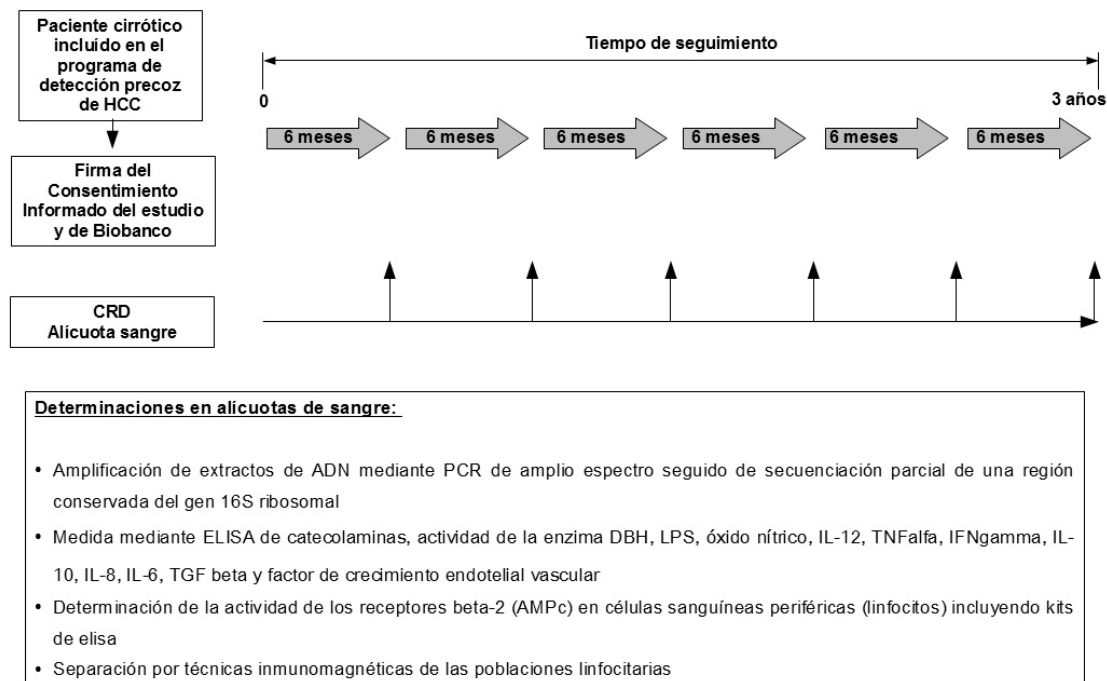 Paciente cirrótico
incluído en el
programa de
detección precoz
de HCC
Firma del
Consentimiento
Informado del estudio
y de Biobanco
CRD
Alícuota sangre
Tiempo de seguimiento
0
3 años
6 meses
6 meses
6 meses
6 meses
6 meses
6 meses
Determinaciones en alícuotas de sangre:
• Amplificación de extractos de ADN mediante PCR de amplio espectro seguido de secuenciación parcial de una región
conservada del gen 16S ribosomal
• Medida mediante ELISA de catecolaminas, actividad de la enzima DBH, LPS, óxido nítrico, IL-12, TNFalfa, IFNgamma, IL-
10, IL-8, IL-6, TGF beta y factor de crecimiento endotelial vascular
• Determinación de la actividad de los receptores beta-2 (AMPc) en células sanguíneas periféricas (linfocitos) incluyendo kits
de elisa
• Separación por técnicas inmunomagnéticas de las poblaciones linfocitarias